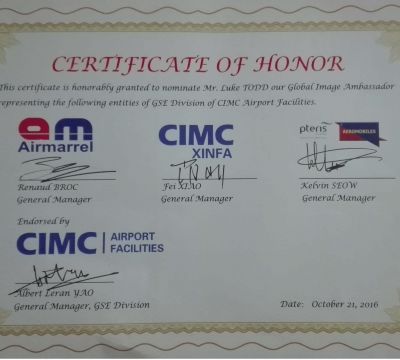 CERTIFICATE OF HONOR
This certificate is honorably granted to nominate Mr. Luke TODD our Global Image Ambassador
representing the following entities of GSE Division of CIMC Airport Facilities.
am
Airmarrel
CIMC
XINFA
pteris
AEROMOBILES
Renaud BROC
Fei XIAO
Kelvin SEOW
General Manager
General Manager
General Manager
Endorsed by
CIMC
AIRPORT
FACILITIES
Albert Leran YAO
General Manager, GSE Division
Date: October 21, 2016